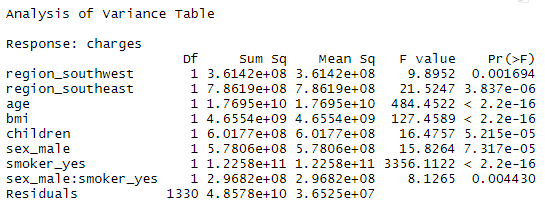 Analysis of Variance Table
Response: charges
Df Sum Sq Mean Sq F value Pr(>F)
region_southwest 1 3.6142e+08 3.6142e+08 9.8952 0.001694
region_southeast 1 7.8619e+08 7.8619e+08 21.5247 3.837e-06
age 1 1.7695e+10 1.7695e+10 484.4522 < 2.2e-16
bmi 1 4.6554e+09 4.6554e+09 127.4589 < 2.2e-16
children 1 6.0177e+08 6.0177e+08 16.4757 5.215e-05
sex_male 1 5.7806e+08 5.7806e+08 15.8264 7.317e-05
smoker_yes 1 1.2258e+11 1.2258e+11 3356.1122 < 2.2e-16
sex_male:smoker_yes 1 2.9682e+08 2.9682e+08 8.1265 0.004430
Residuals 1330 4.8578e+10 3.6525e+07